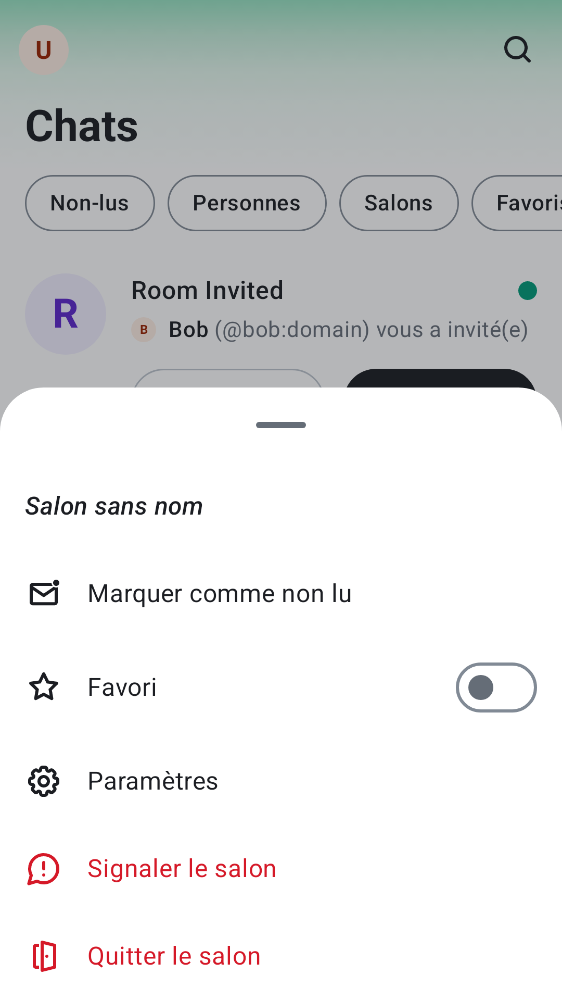 U
Chats
Non-lus Personnes Salons Favoris
R
Room Invited
B Bob (@bob:domain) vous a invité(e)
Salon sans nom
Marquer comme non lu
Favori
Paramètres
Signaler le salon
Quitter le salon